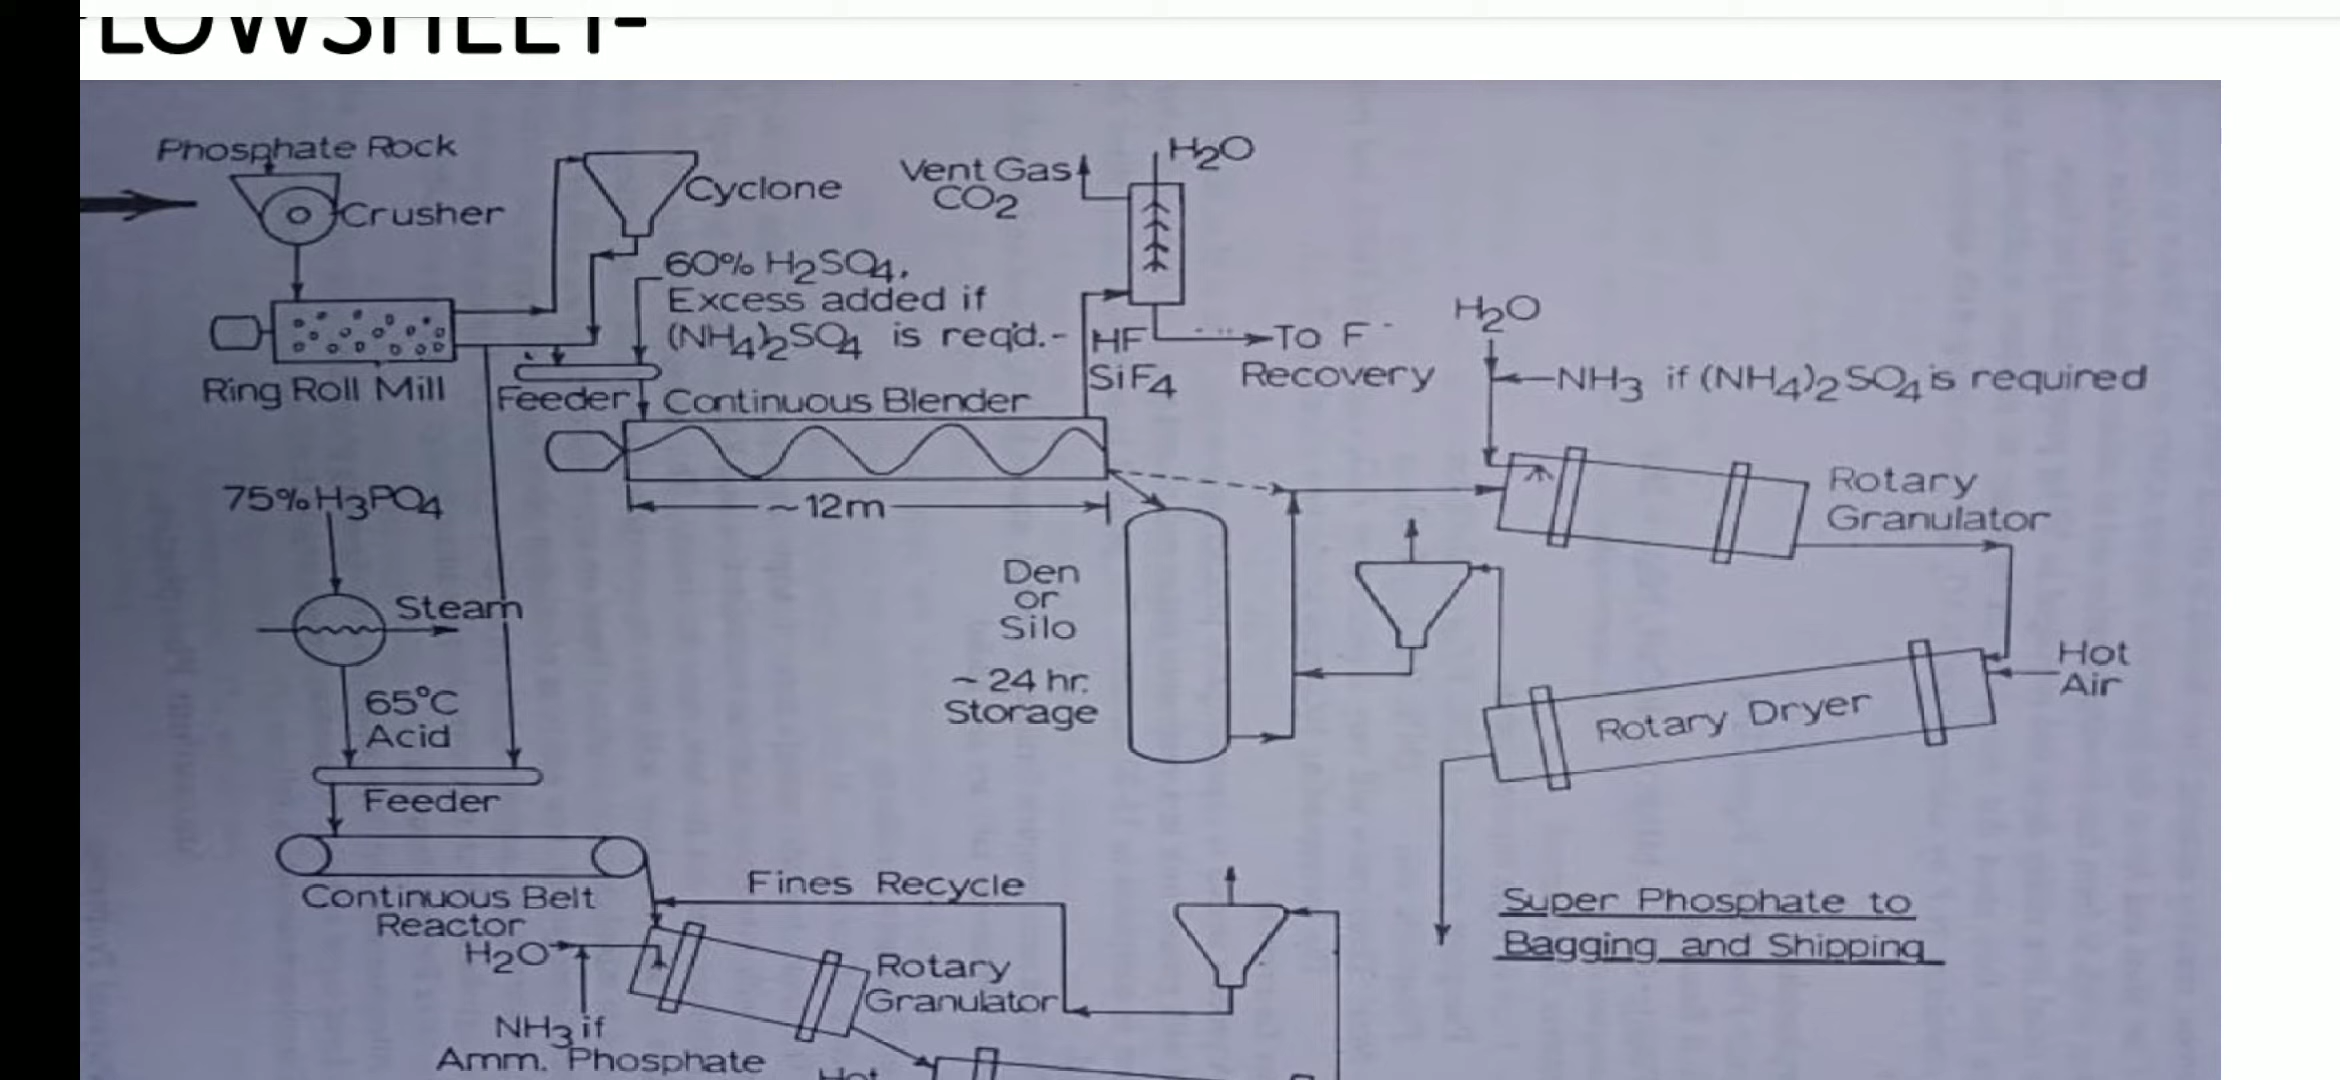 LOWSHEET-
Phosphate Rock
Crusher
Cyclone
Vent Gas
CO2
H2O
60% H2SO4,
Excess added if
(NH4)2SO4 is req'd.-
HF
SiF4
To F-
Recovery
H2O
NH3 if (NH4)2SO4 is required
Ring Roll Mill
Feeder
Continuous Blender
~12m
Rotary
Granulator
75% H3PO4
Steam
65°C
Acid
Den
or
Silo
~ 24 hr.
Storage
Hot
Air
Rotary Dryer
Feeder
Continuous Belt
Reactor
Fines Recycle
Super Phosphate to
Bagging and Shipping
H2O
Rotary
Granulator
NH3 if
Amm. Phosphate
Hot